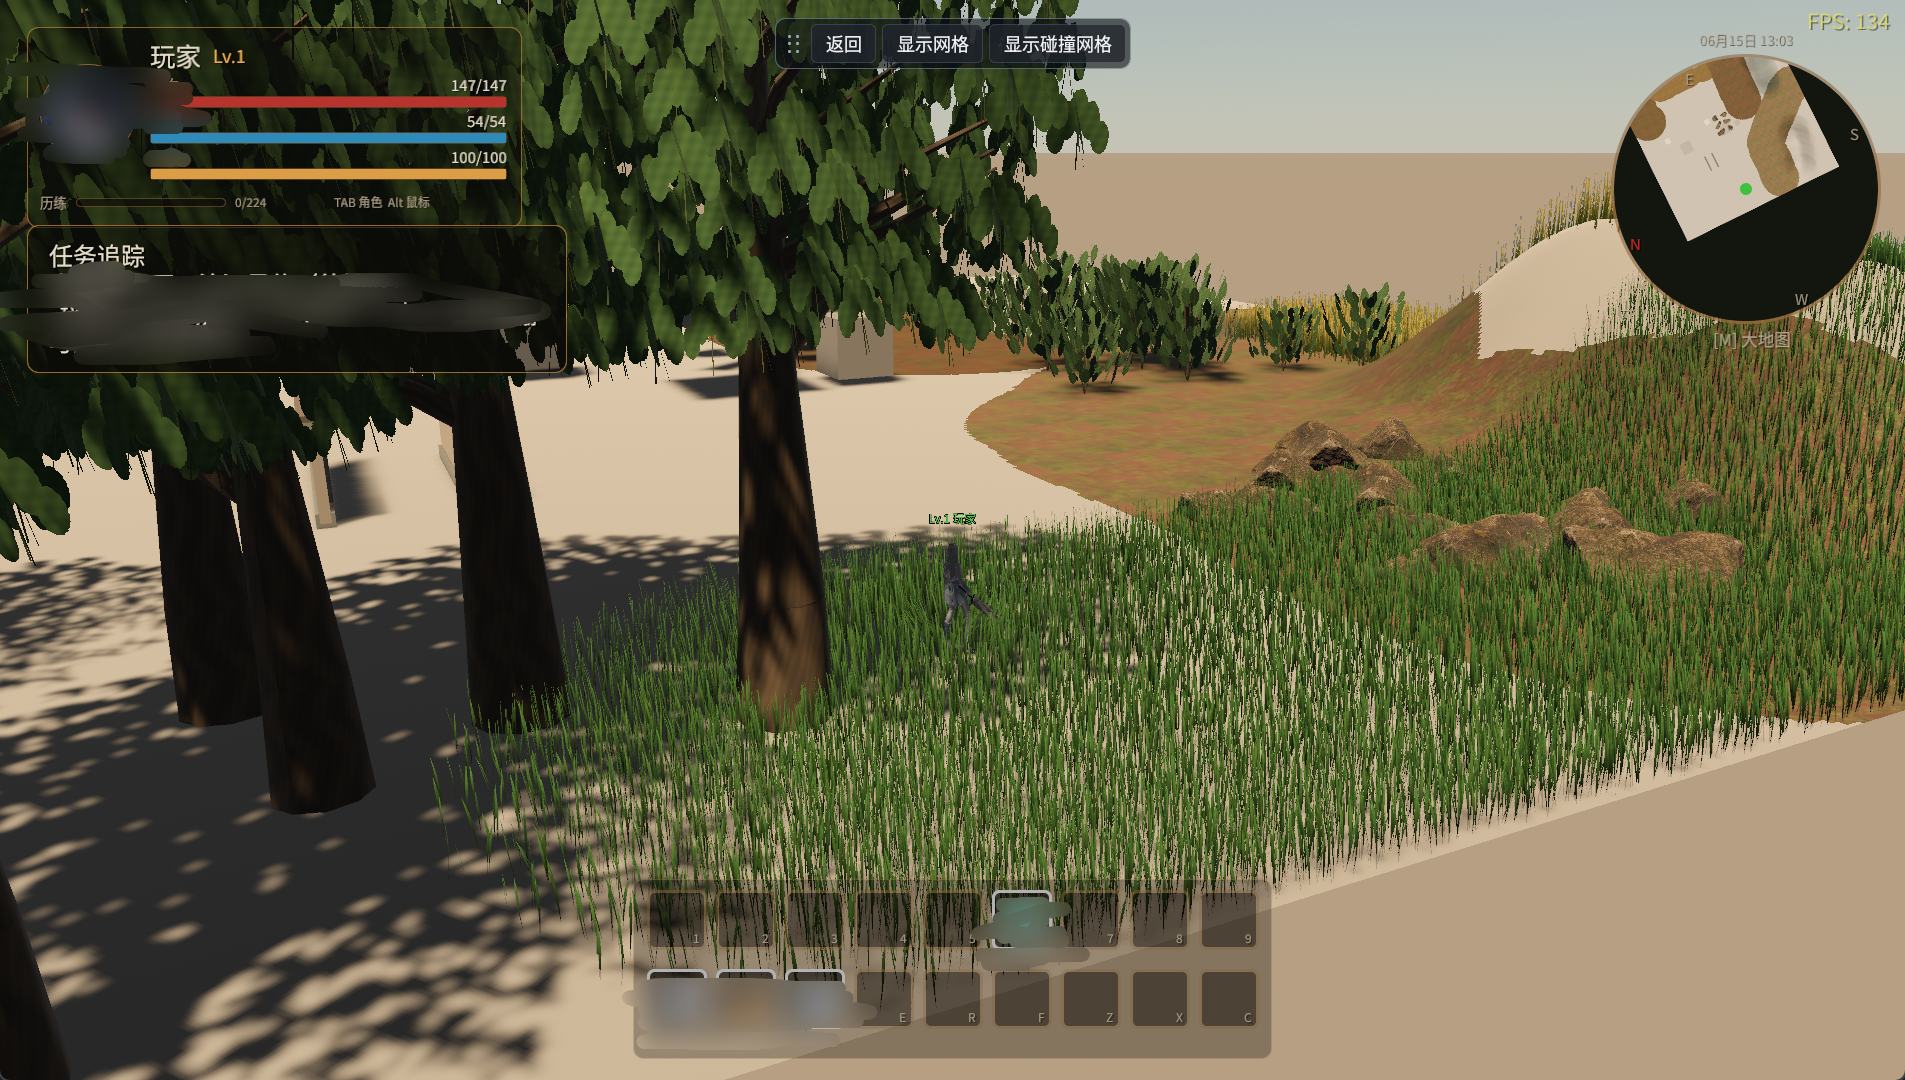 玩家 Lv.1
147/147
54/54
100/100
历练 0/224 TAB 角色 Alt 鼠标
任务追踪
返回 显示网格 显示碰撞网格
FPS: 134
06月15日 13:03
E
S
N
W
[M] 大地图
Lv.1 玩家
1 2 3 4 5 7 8 9
E R F Z X C